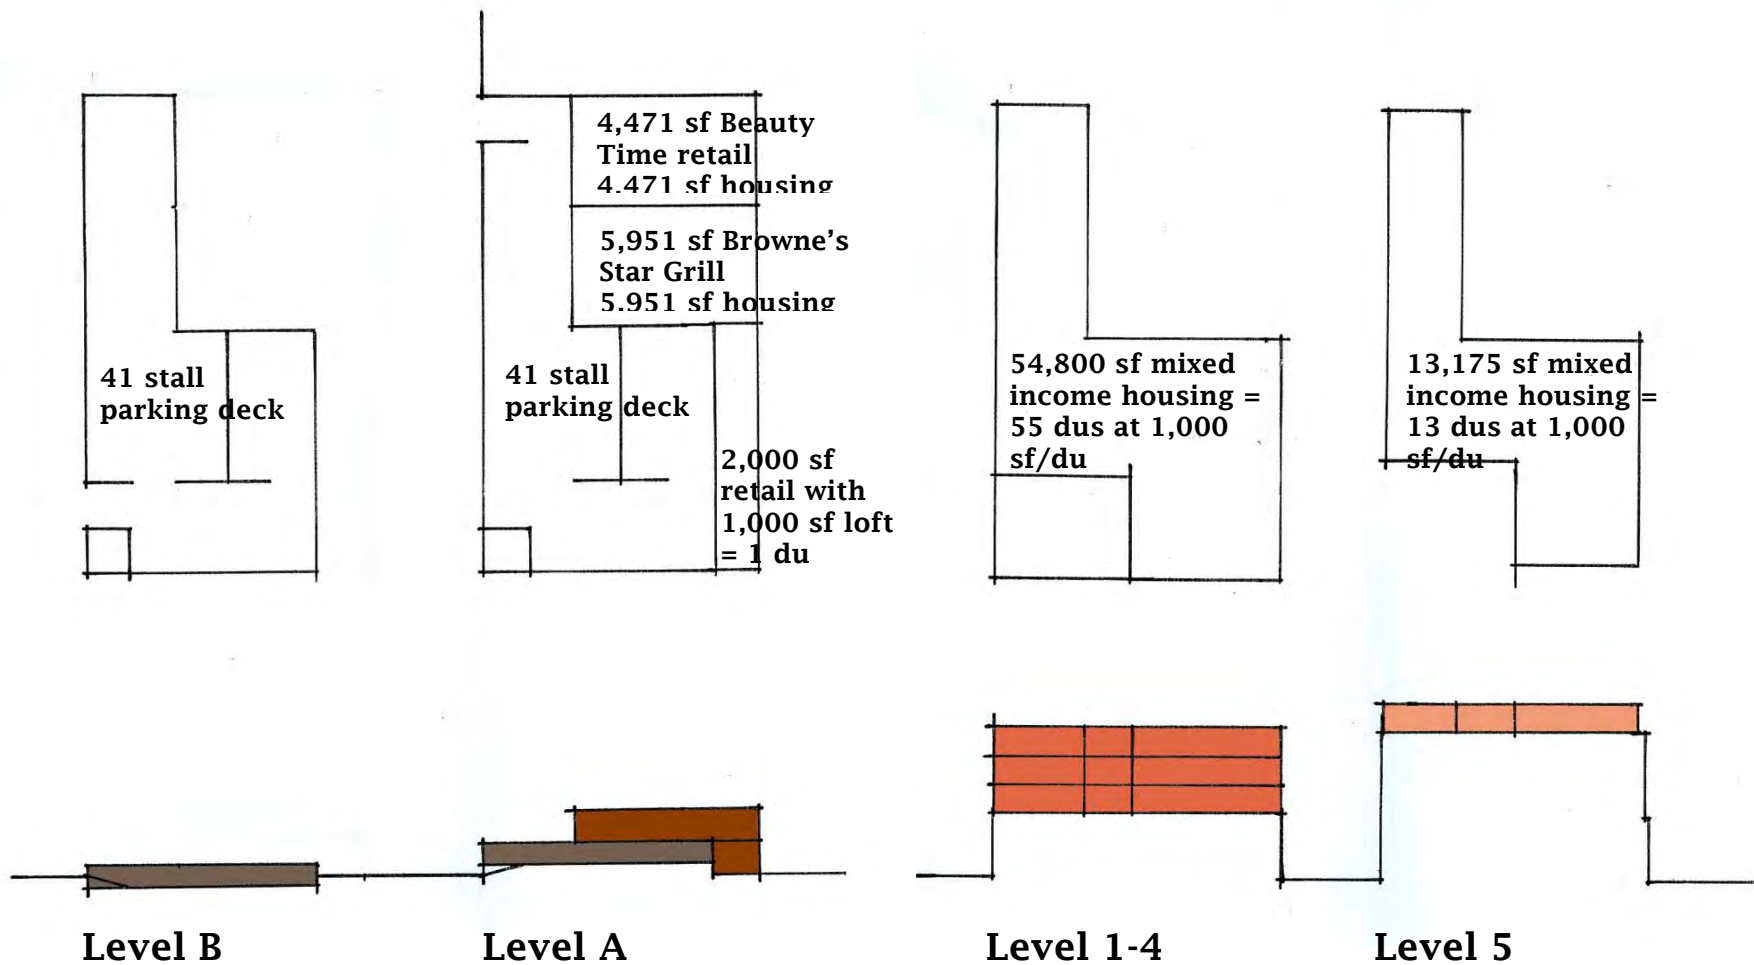 4,471 sf Beauty
Time retail
4.471 sf housing
5,951 sf Browne's
Star Grill
5.951 sf housing
41 stall
parking deck
41 stall
parking deck
2,000 sf
retail with
1,000 sf loft
= 1 du
54,800 sf mixed
income housing =
55 dus at 1,000
sf/du
13,175 sf mixed
income housing =
13 dus at 1,000
sf/du
Level B
Level A
Level 1-4
Level 5